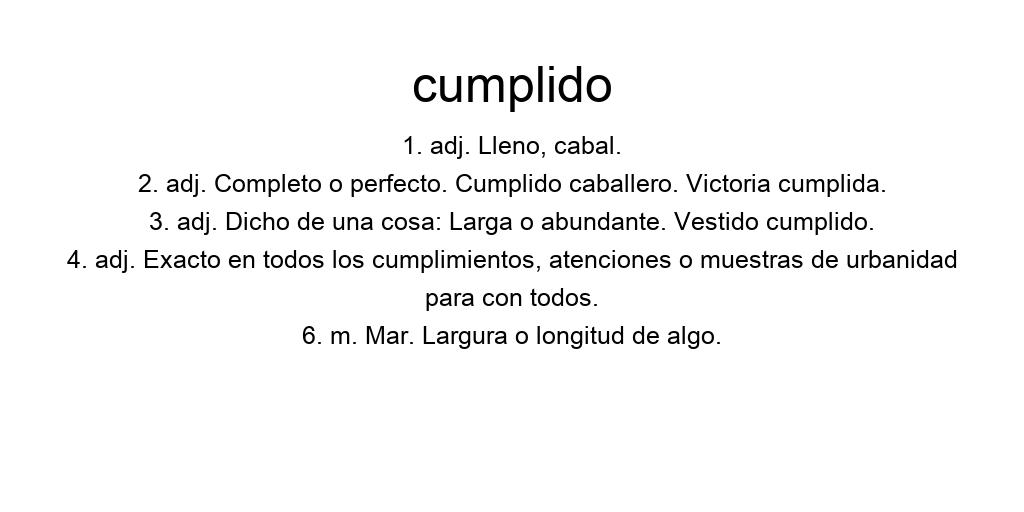 cumplido
1. adj. Lleno, cabal.
2. adj. Completo o perfecto. Cumplido caballero. Victoria cumplida.
3. adj. Dicho de una cosa: Larga o abundante. Vestido cumplido.
4. adj. Exacto en todos los cumplimientos, atenciones o muestras de urbanidad
para con todos.
6. m. Mar. Largura o longitud de algo.